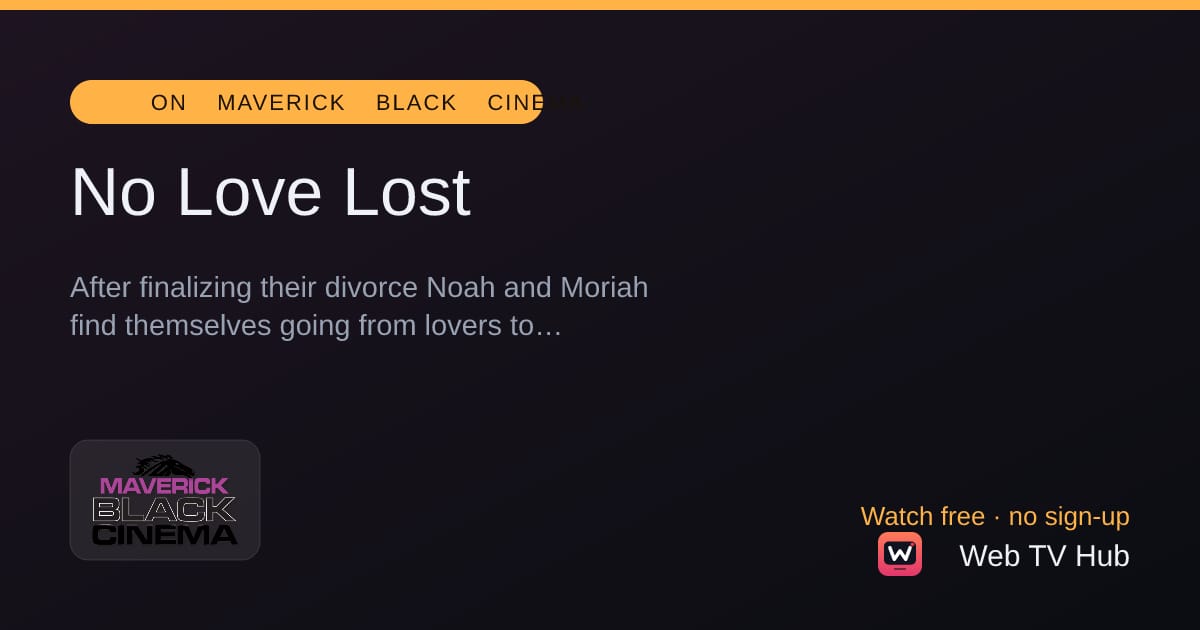 ON MAVERICK BLACK CINEMA
No Love Lost
After finalizing their divorce Noah and Moriah
find themselves going from lovers to…
MAVERICK
BLACK
CINEMA
Watch free · no sign-up
W
Web TV Hub